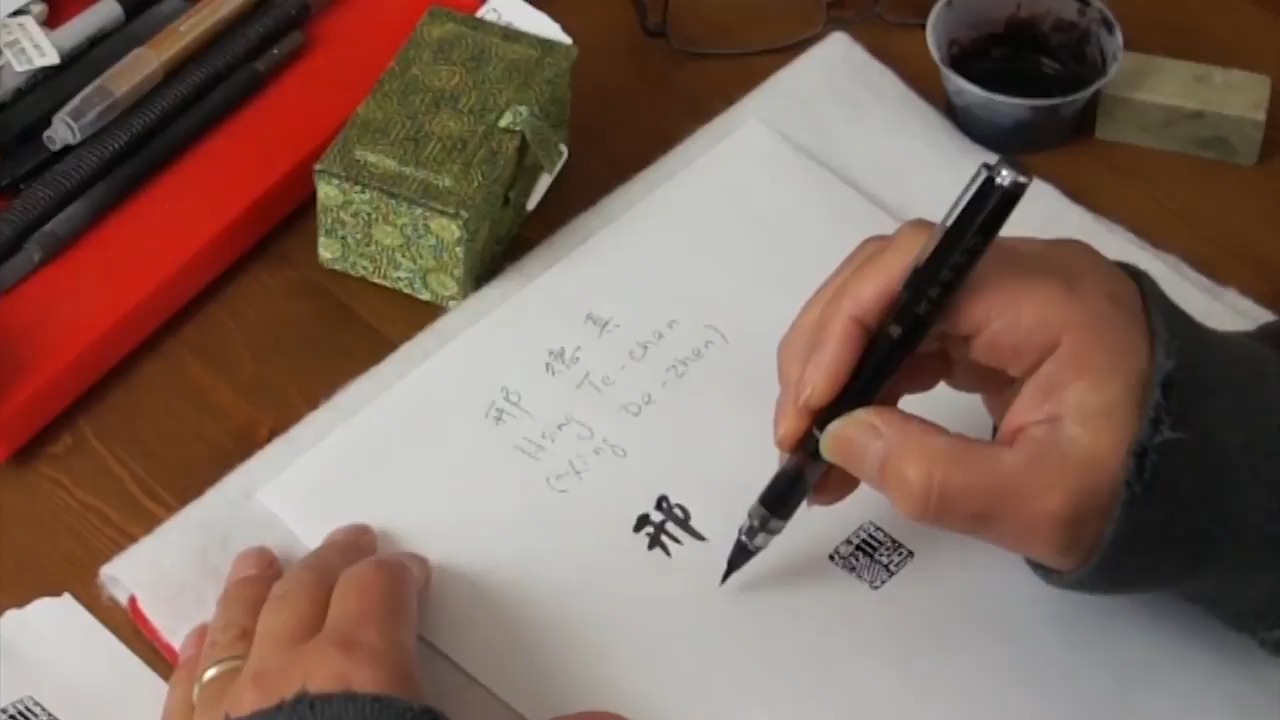 邢 德 真
Hsing Te-chen
(Xing De-zhen)
邢